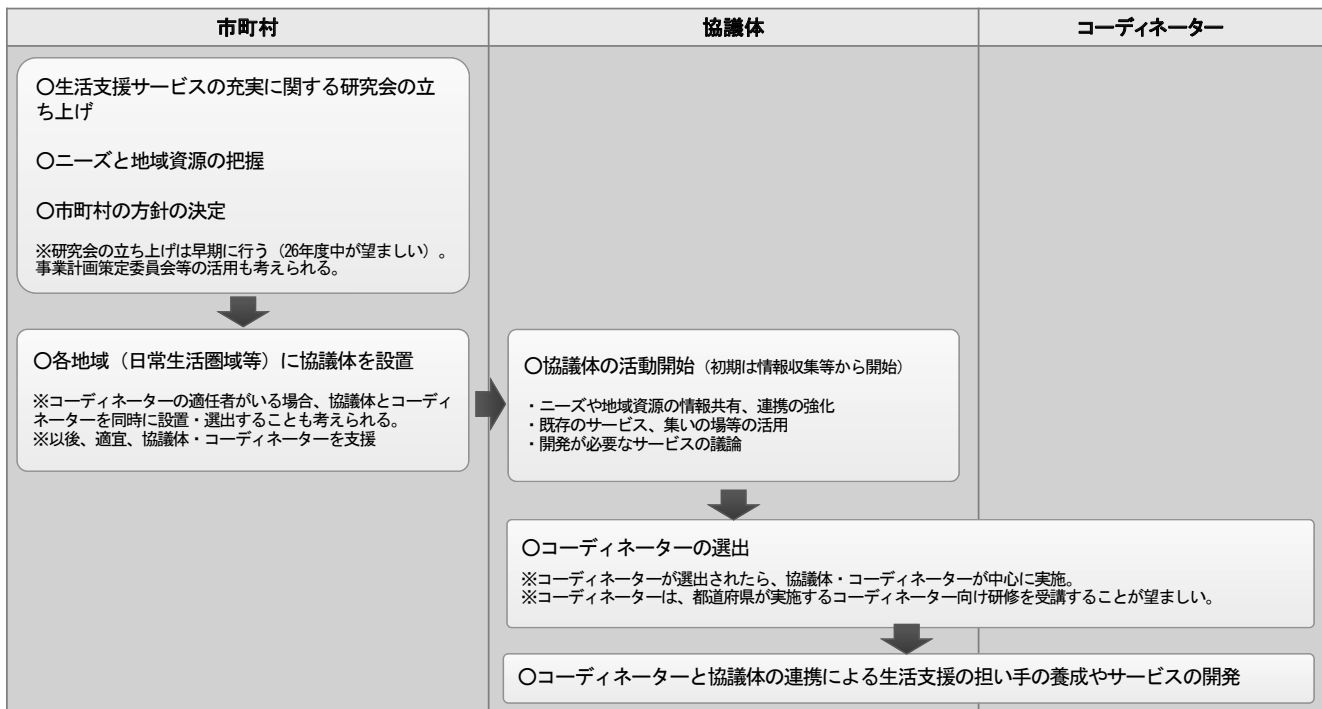 市町村
協議体
コーディネーター
〇生活支援サービスの充実に関する研究会の立
ち上げ
〇ニーズと地域資源の把握
〇市町村の方針の決定
※研究会の立ち上げは早期に行う（26年度中が望ましい）。
事業計画策定委員会等の活用も考えられる。
〇各地域（日常生活圏域等）に協議体を設置
※コーディネーターの適任者がいる場合、協議体とコーディ
ネーターを同時に設置・選出することも考えられる。
※以後、適宜、協議体・コーディネーターを支援
〇協議体の活動開始（初期は情報収集等から開始）
・ニーズや地域資源の情報共有、連携の強化
・既存のサービス、集いの場等の活用
・開発が必要なサービスの議論
〇コーディネーターの選出
※コーディネーターが選出されたら、協議体・コーディネーターが中心に実施。
※コーディネーターは、都道府県が実施するコーディネーター向け研修を受講することが望ましい。
〇コーディネーターと協議体の連携による生活支援の担い手の養成やサービスの開発